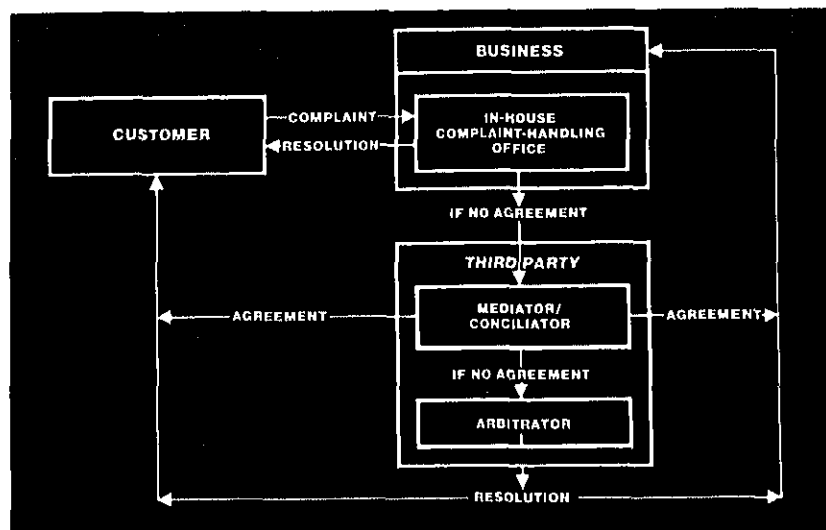 BUSINESS
CUSTOMER
COMPLAINT
RESOLUTION
IN-HOUSE
COMPLAINT-HANDLING
OFFICE
IF NO AGREEMENT
THIRD PARTY
AGREEMENT
MEDIATOR/
CONCILIATOR
AGREEMENT
IF NO AGREEMENT
ARBITRATOR
RESOLUTION